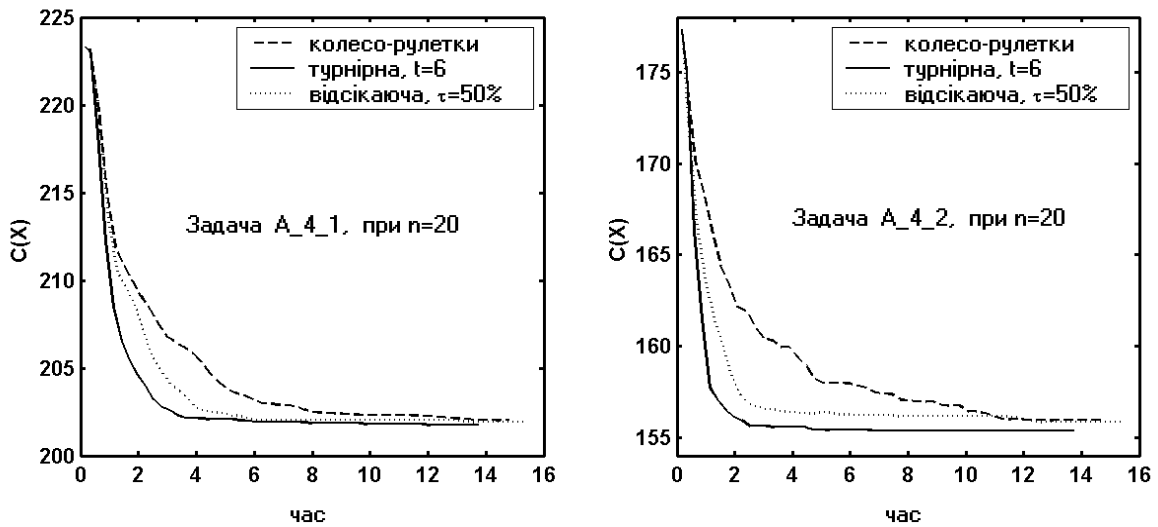 225
220
215
210
205
200
C(X)
колесо-рулетки
турнірна, t=6
відсікаюча, τ=50%
Задача A_4_1, при n=20
0 2 4 6 8 10 12 14 16
час
175
170
165
160
155
C(X)
колесо-рулетки
турнірна, t=6
відсікаюча, τ=50%
Задача A_4_2, при n=20
0 2 4 6 8 10 12 14 16
час